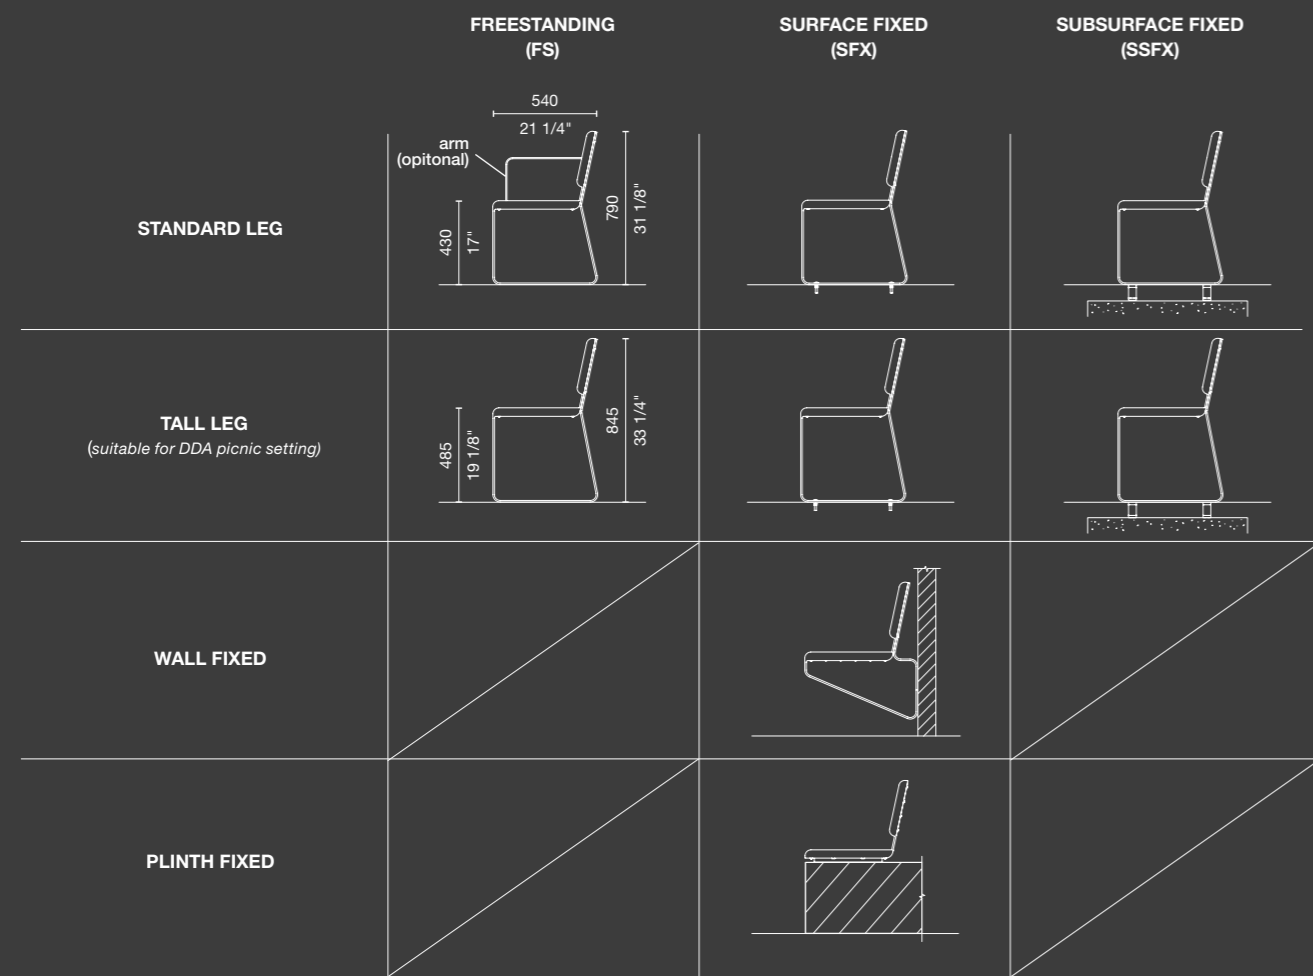 FREESTANDING
(FS)
SURFACE FIXED
(SFX)
SUBSURFACE FIXED
(SSFX)
540
21 1/4"
arm
(opitonal)
STANDARD LEG
430
17"
790
31 1/8"
TALL LEG
(suitable for DDA picnic setting)
485
19 1/8"
845
33 1/4"
WALL FIXED
PLINTH FIXED